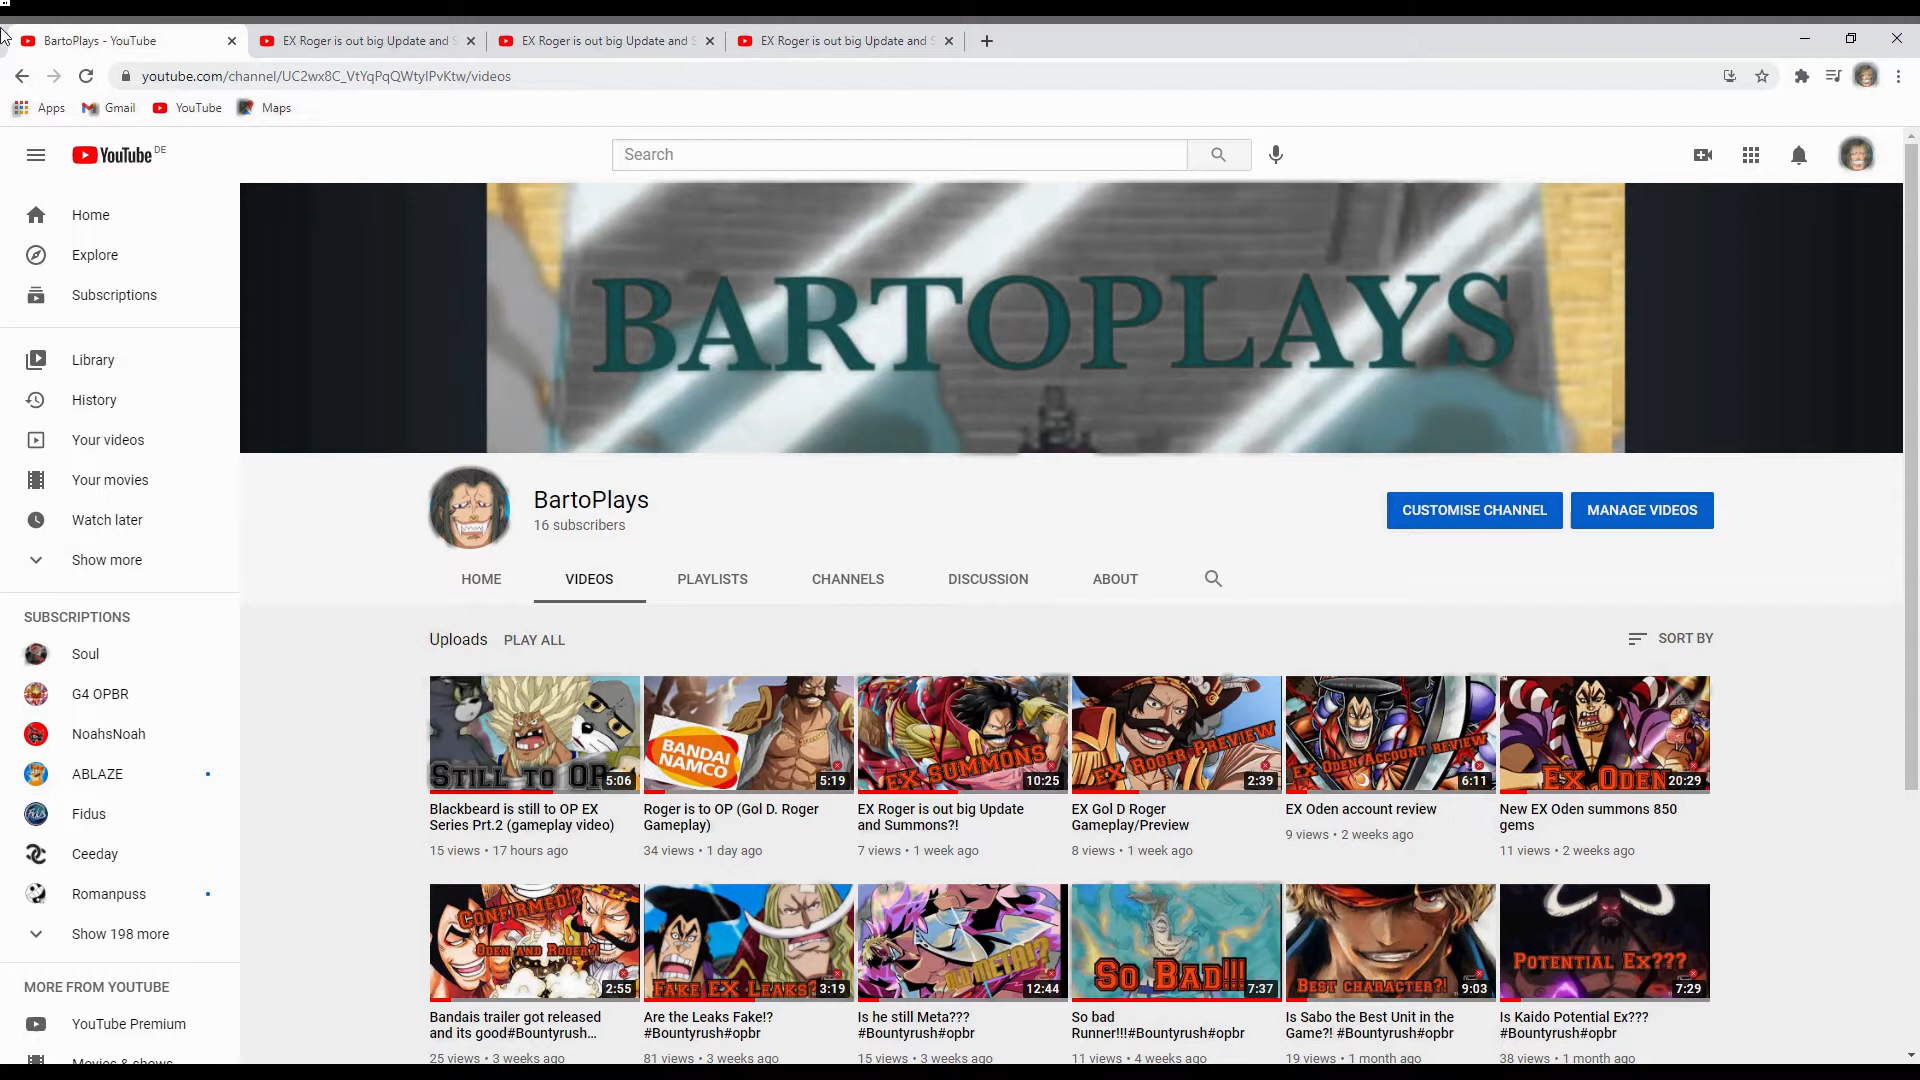 BartoPlays - YouTube
EX Roger is out big Update and S
EX Roger is out big Update and S
EX Roger is out big Update and S
youtube.com/channel/UC2wx8C_VtYqPqQWtyIPvKtw/videos
Apps
Gmail
YouTube
Maps
YouTube DE
Search
Home
Explore
Subscriptions
Library
History
Your videos
Your movies
Watch later
Show more
SUBSCRIPTIONS
Soul
G4 OPBR
NoahsNoah
ABLAZE
Fidus
Ceeday
Romanpuss
Show 198 more
MORE FROM YOUTUBE
YouTube Premium
Movies & shows
BARTOPLAYS
BartoPlays
16 subscribers
CUSTOMISE CHANNEL
MANAGE VIDEOS
HOME
VIDEOS
PLAYLISTS
CHANNELS
DISCUSSION
ABOUT
Uploads
PLAY ALL
SORT BY
STILL TO OP
5:06
Blackbeard is still to OP EX
Series Prt.2 (gameplay video)
15 views • 17 hours ago
BANDAI
NAMCO
5:19
Roger is to OP (Gol D. Roger
Gameplay)
34 views • 1 day ago
EX SUMMONS
10:25
EX Roger is out big Update
and Summons?!
7 views • 1 week ago
EX ROGER PREVIEW
2:39
EX Gol D Roger
Gameplay/Preview
8 views • 1 week ago
EX ODEN ACCOUNT REVIEW
6:11
EX Oden account review
9 views • 2 weeks ago
EX ODEN
20:29
New EX Oden summons 850
gems
11 views • 2 weeks ago
CONFIRMED!?
ODEN AND ROGER?!
2:55
Bandais trailer got released
and its good#Bountyrush...
25 views • 3 weeks ago
FAKE EX LEAKS?
3:19
Are the Leaks Fake!?
#Bountyrush#opbr
81 views • 3 weeks ago
NO META!?
12:44
Is he still Meta???
#Bountyrush#opbr
15 views • 3 weeks ago
SO BAD!!!
7:37
So bad
Runner!!!#Bountyrush#opbr
11 views • 4 weeks ago
BEST CHARACTER?!
9:03
Is Sabo the Best Unit in the
Game?! #Bountyrush#opbr
19 views • 1 month ago
POTENTIAL EX???
7:29
Is Kaido Potential Ex???
#Bountyrush#opbr
38 views • 1 month ago